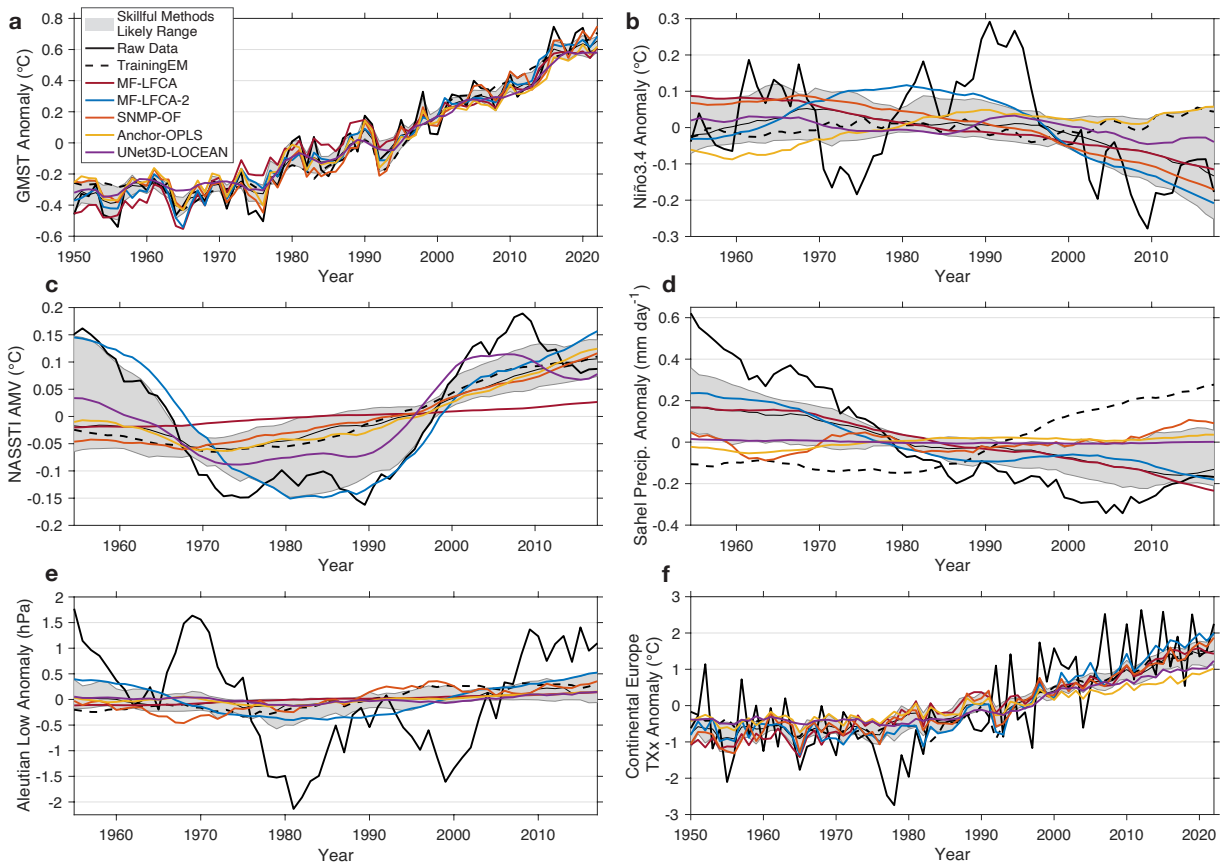 a
GMST Anomaly (°C)
0.8
0.6
0.4
0.2
0
-0.2
-0.4
-0.6
Skillful Methods
Likely Range
Raw Data
TrainingEM
MF-LFCA
MF-LFCA-2
SNMP-OF
Anchor-OPLS
UNet3D-LOCEAN
1950 1960 1970 1980 1990 2000 2010 2020
Year
b
Niño3.4 Anomaly (°C)
0.3
0.2
0.1
0
-0.1
-0.2
-0.3
1960 1970 1980 1990 2000 2010
Year
c
NASSTI AMV (°C)
0.2
0.15
0.1
0.05
0
-0.05
-0.1
-0.15
-0.2
1960 1970 1980 1990 2000 2010
Year
d
Sahel Precip. Anomaly (mm day-1)
0.6
0.4
0.2
0
-0.2
-0.4
1960 1970 1980 1990 2000 2010
Year
e
Aleutian Low Anomaly (hPa)
2
1.5
1
0.5
0
-0.5
-1
-1.5
-2
1960 1970 1980 1990 2000 2010
Year
f
Continental Europe
TXx Anomaly (°C)
3
2
1
0
-1
-2
-3
1950 1960 1970 1980 1990 2000 2010 2020
Year